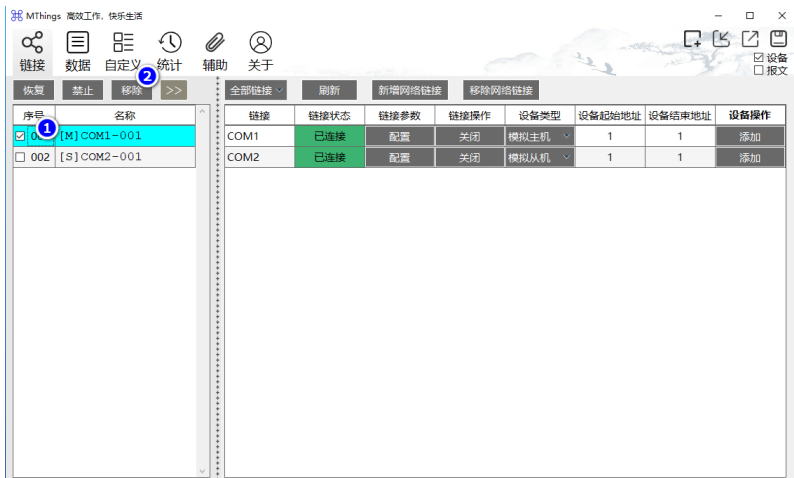 MThings 高效工作，快乐生活
链接 数据 自定义 统计 辅助 关于
设备
报文
恢复 禁止 移除 >> 全部链接 刷新 新增网络链接 移除网络链接
2
序号 名称 链接 链接状态 链接参数 链接操作 设备类型 设备起始地址 设备结束地址 设备操作
1
[M]COM1-001 COM1 已连接 配置 关闭 模拟主机 1 1 添加
002 [S]COM2-001 COM2 已连接 配置 关闭 模拟从机 1 1 添加